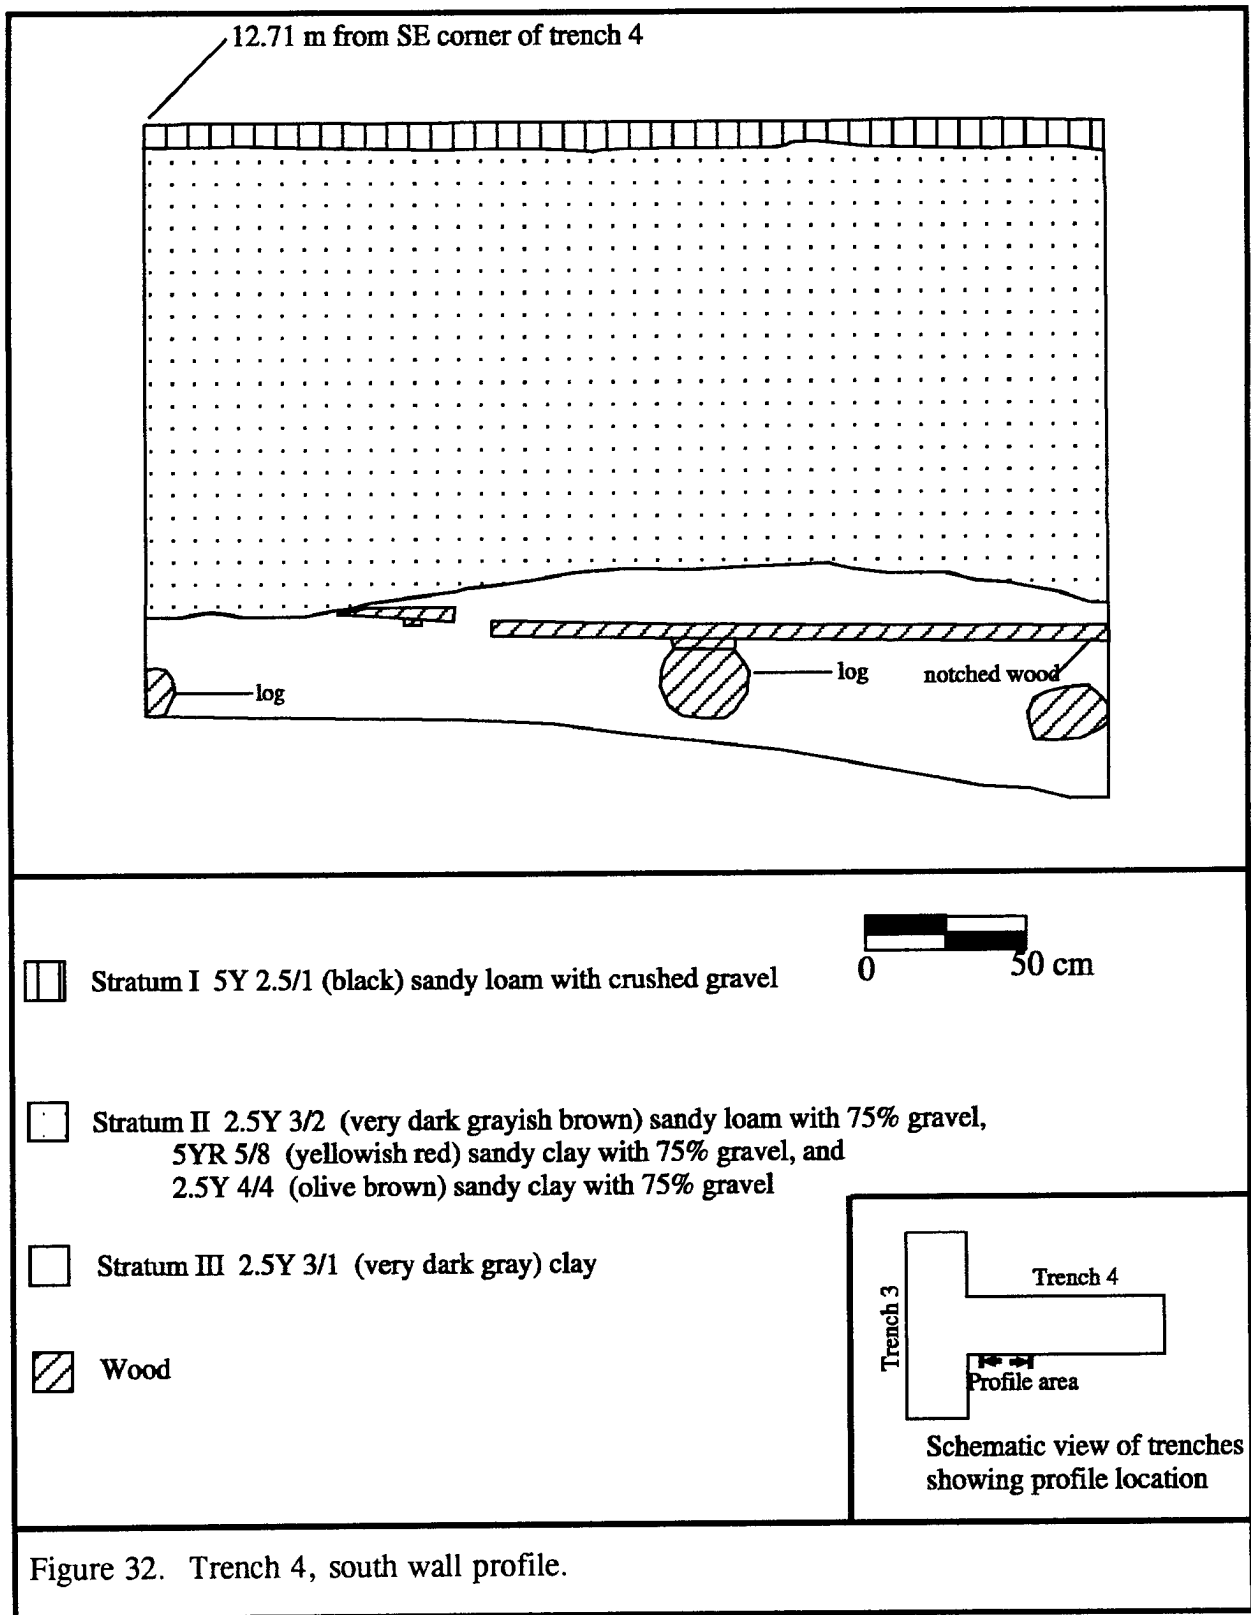 12.71 m from SE corner of trench 4
log
log
notched wood
0
50 cm
Stratum I 5Y 2.5/1 (black) sandy loam with crushed gravel
Stratum II 2.5Y 3/2 (very dark grayish brown) sandy loam with 75% gravel,
5YR 5/8 (yellowish red) sandy clay with 75% gravel, and
2.5Y 4/4 (olive brown) sandy clay with 75% gravel
Stratum III 2.5Y 3/1 (very dark gray) clay
Wood
Trench 3
Trench 4
Profile area
Schematic view of trenches
showing profile location
Figure 32. Trench 4, south wall profile.